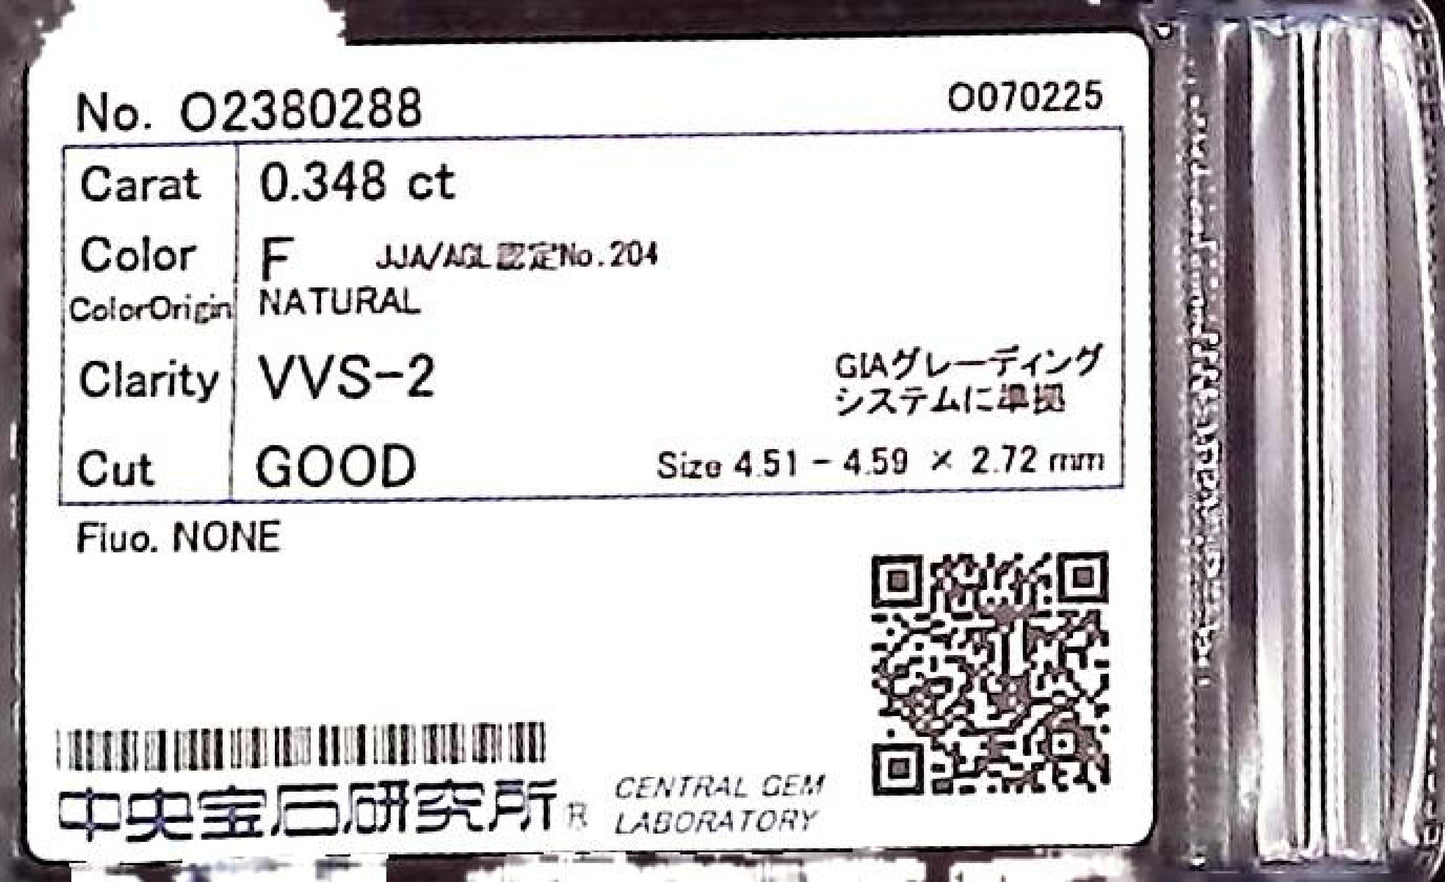 No. O2380288
O070225
Carat 0.348 ct
Color F JJA/AGL認定No.204
ColorOrigin NATURAL
Clarity VVS-2
GIAグレーディング
システムに準拠
Cut GOOD Size 4.51 - 4.59 × 2.72 mm
Fluo. NONE
中央宝石研究所® CENTRAL GEM
LABORATORY